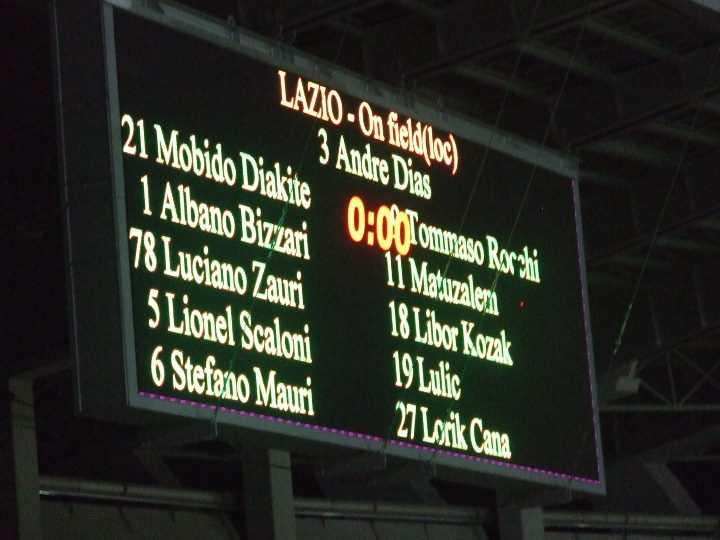 LAZIO - On field(loc)
3 Andre Dias
21 Mobido Diakite
1 Albano Bizzari
78 Luciano Zauri
5 Lionel Scaloni
6 Stefano Mauri
0:00
Tommaso Rocchi
11 Matuzalem
18 Libor Kozak
19 Lulic
27 Lorik Cana